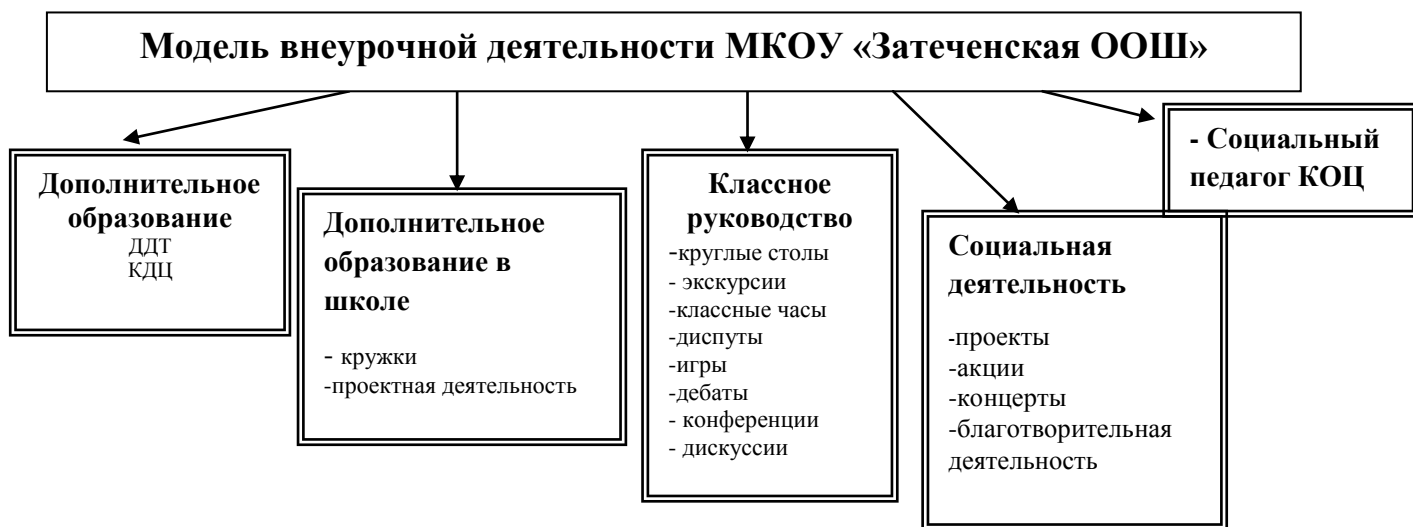 Модель внеурочной деятельности МКОУ «Затеченская ООШ»
Дополнительное
образование
ДДТ
КДЦ
Дополнительное
образование в
школе
- кружки
-проектная деятельность
Классное
руководство
-круглые столы
- экскурсии
-классные часы
-диспуты
-игры
-дебаты
- конференции
- дискуссии
Социальная
деятельность
-проекты
-акции
-концерты
-благотворительная
деятельность
- Социальный
педагог КОЦ